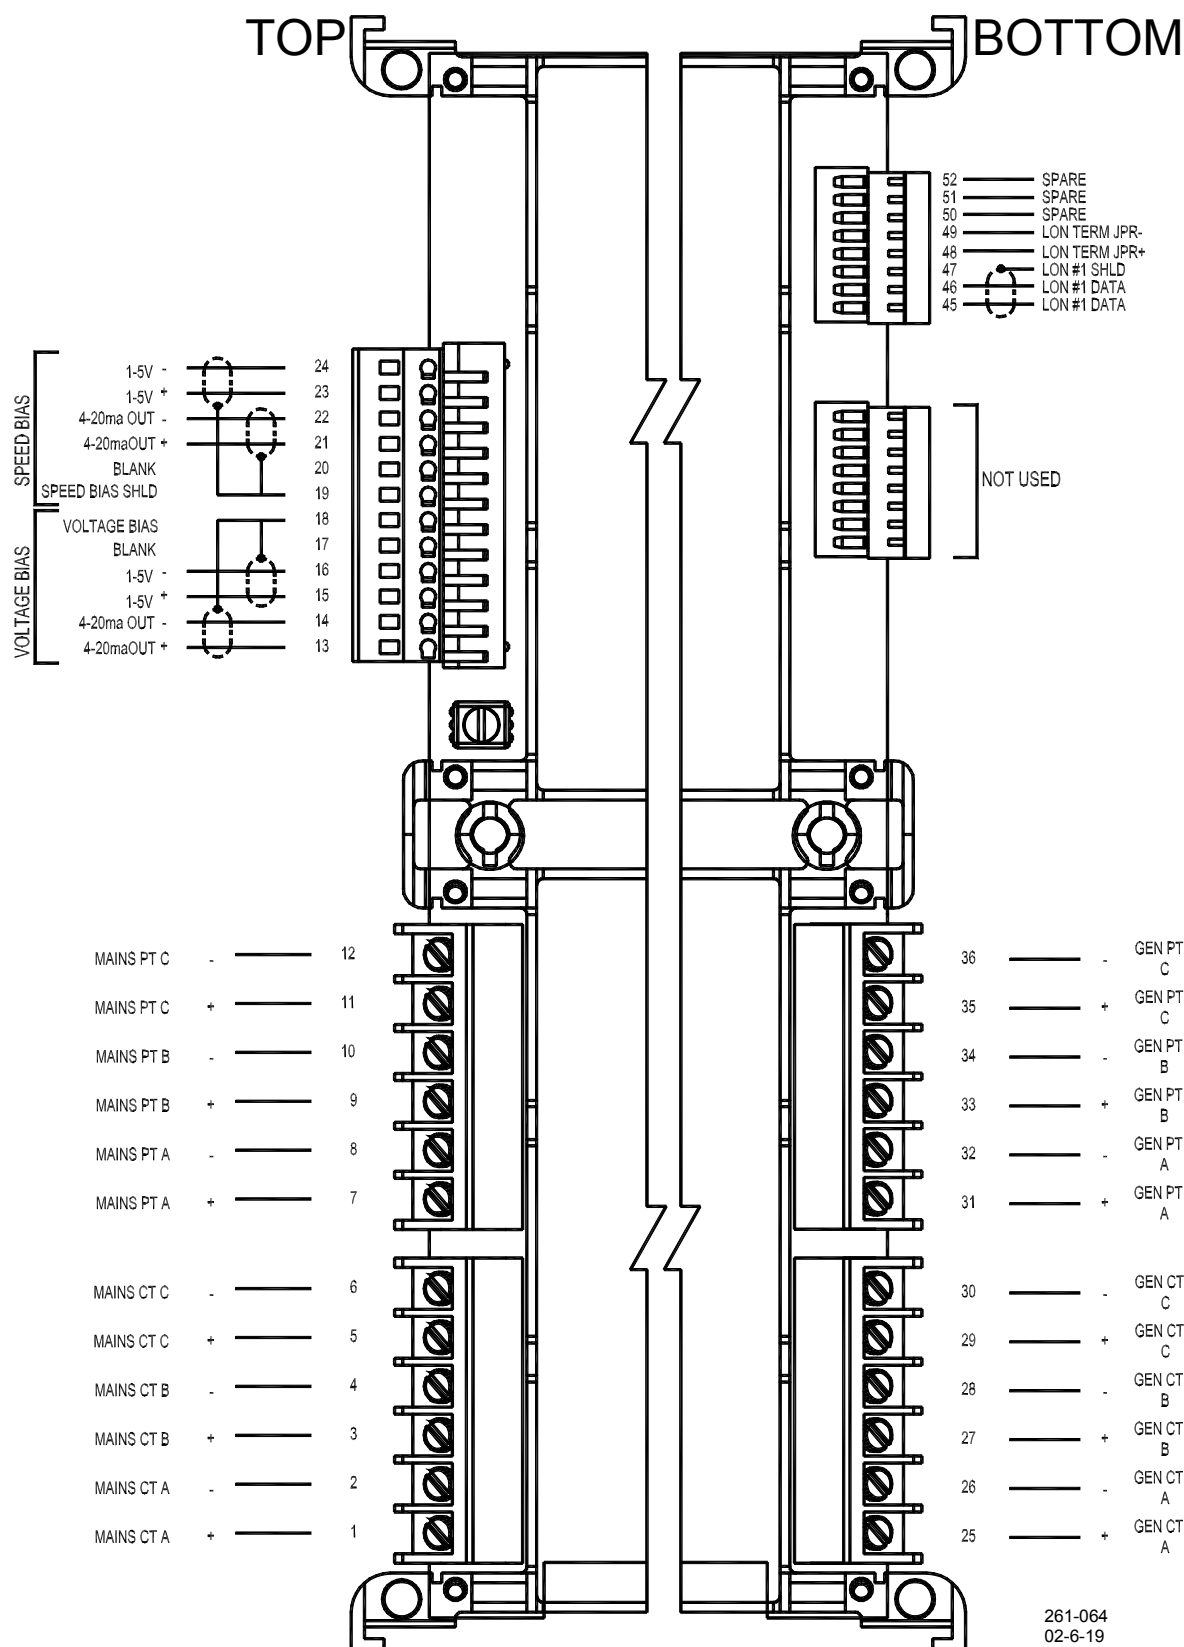 TOP
BOTTOM
52 SPARE
51 SPARE
50 SPARE
49 LON TERM JPR-
48 LON TERM JPR+
47 LON #1 SHLD
46 LON #1 DATA
45 LON #1 DATA
SPEED BIAS
1-5V - 24
1-5V + 23
4-20ma OUT - 22
4-20maOUT + 21
BLANK 20
SPEED BIAS SHLD 19
VOLTAGE BIAS
VOLTAGE BIAS 18
BLANK 17
1-5V - 16
1-5V + 15
4-20ma OUT - 14
4-20maOUT + 13
NOT USED
MAINS PT C - 12
MAINS PT C + 11
MAINS PT B - 10
MAINS PT B + 9
MAINS PT A - 8
MAINS PT A + 7
MAINS CT C - 6
MAINS CT C + 5
MAINS CT B - 4
MAINS CT B + 3
MAINS CT A - 2
MAINS CT A + 1
36 - GEN PT
C
35 + GEN PT
C
34 - GEN PT
B
33 + GEN PT
B
32 - GEN PT
A
31 + GEN PT
A
30 - GEN CT
C
29 + GEN CT
C
28 - GEN CT
B
27 + GEN CT
B
26 - GEN CT
A
25 + GEN CT
A
261-064
02-6-19